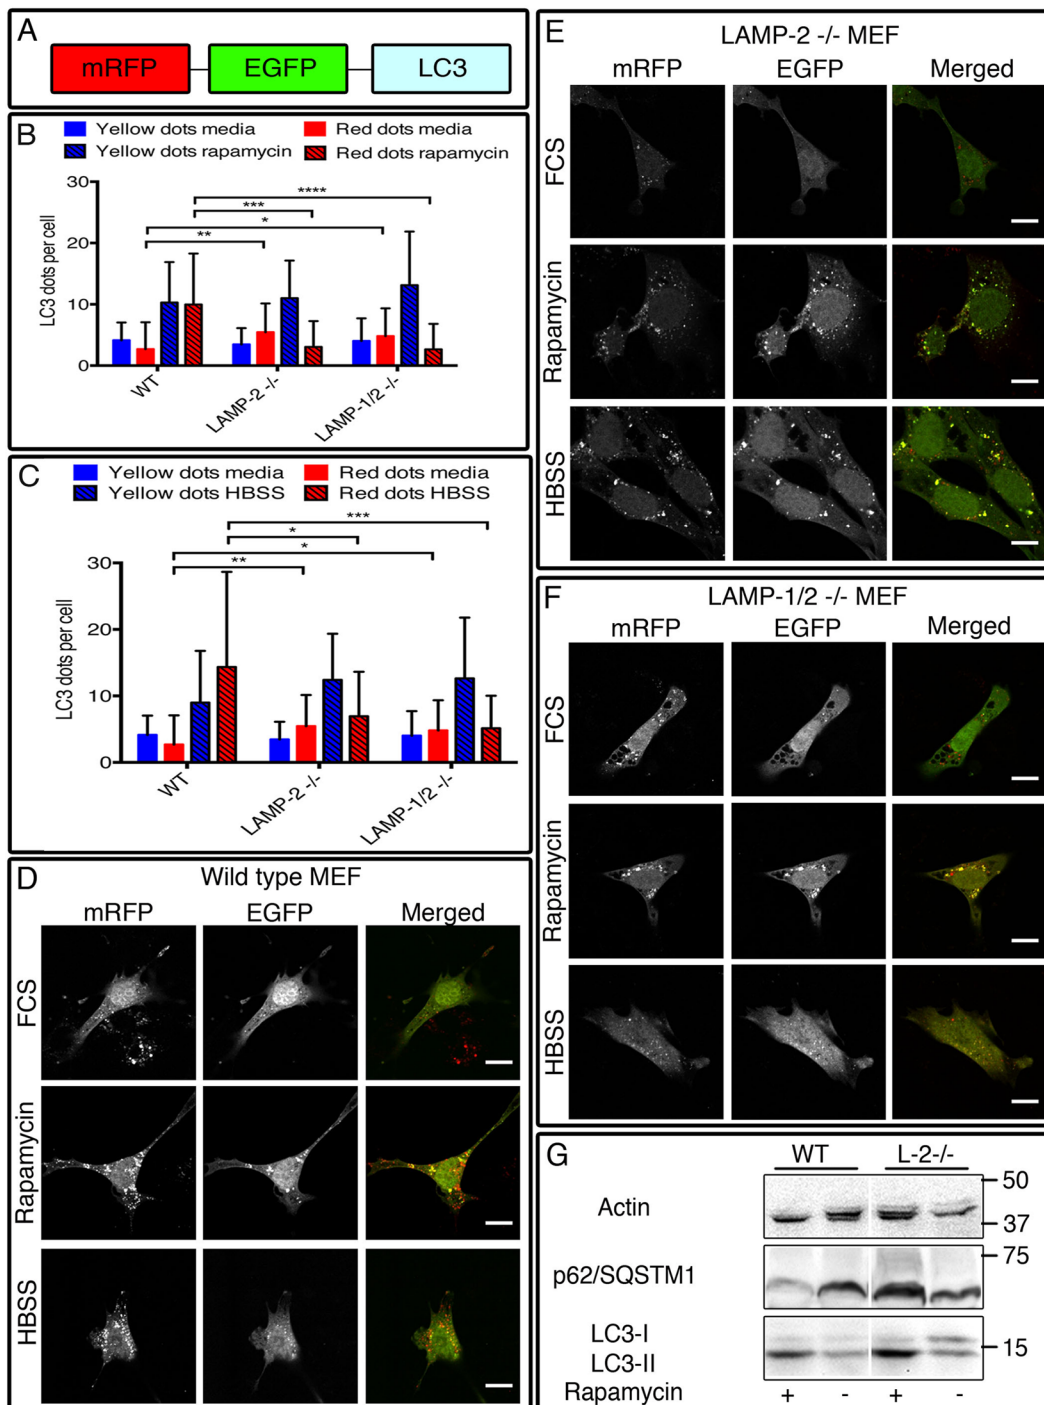 A
mRFP EGFP LC3
B
Yellow dots media Red dots media
Yellow dots rapamycin Red dots rapamycin
LC3 dots per cell
30
20
10
0
****
***
*
**
WT LAMP-2 -/- LAMP-1/2 -/-
C
Yellow dots media Red dots media
Yellow dots HBSS Red dots HBSS
LC3 dots per cell
30
20
10
0
***
*
*
**
WT LAMP-2 -/- LAMP-1/2 -/-
D
Wild type MEF
mRFP EGFP Merged
FCS
Rapamycin
HBSS
E
LAMP-2 -/- MEF
mRFP EGFP Merged
FCS
Rapamycin
HBSS
F
LAMP-1/2 -/- MEF
mRFP EGFP Merged
FCS
Rapamycin
HBSS
G
WT L-2-/-
Actin
50
37
p62/SQSTM1
75
LC3-I
LC3-II
15
Rapamycin + - + -